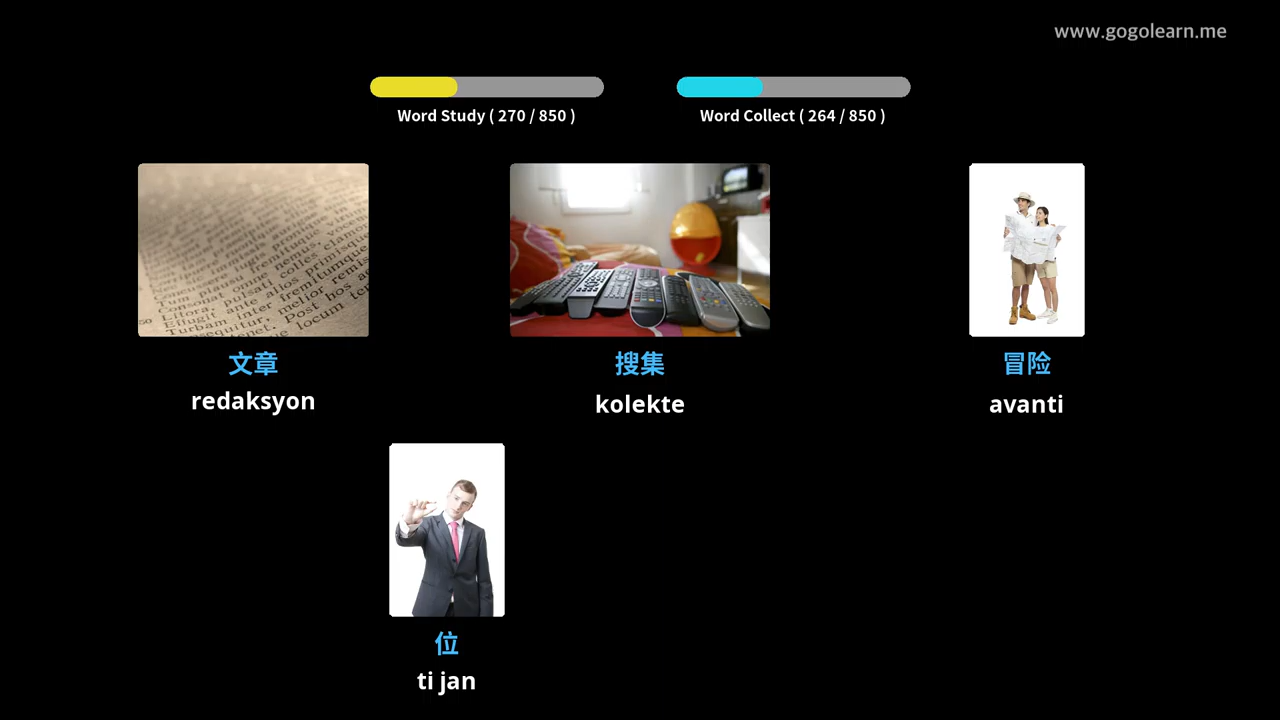 www.gogolearn.me
Word Study ( 270 / 850 )
Word Collect ( 264 / 850 )
文章
redaksyon
搜集
kolekte
冒险
avanti
位
ti jan